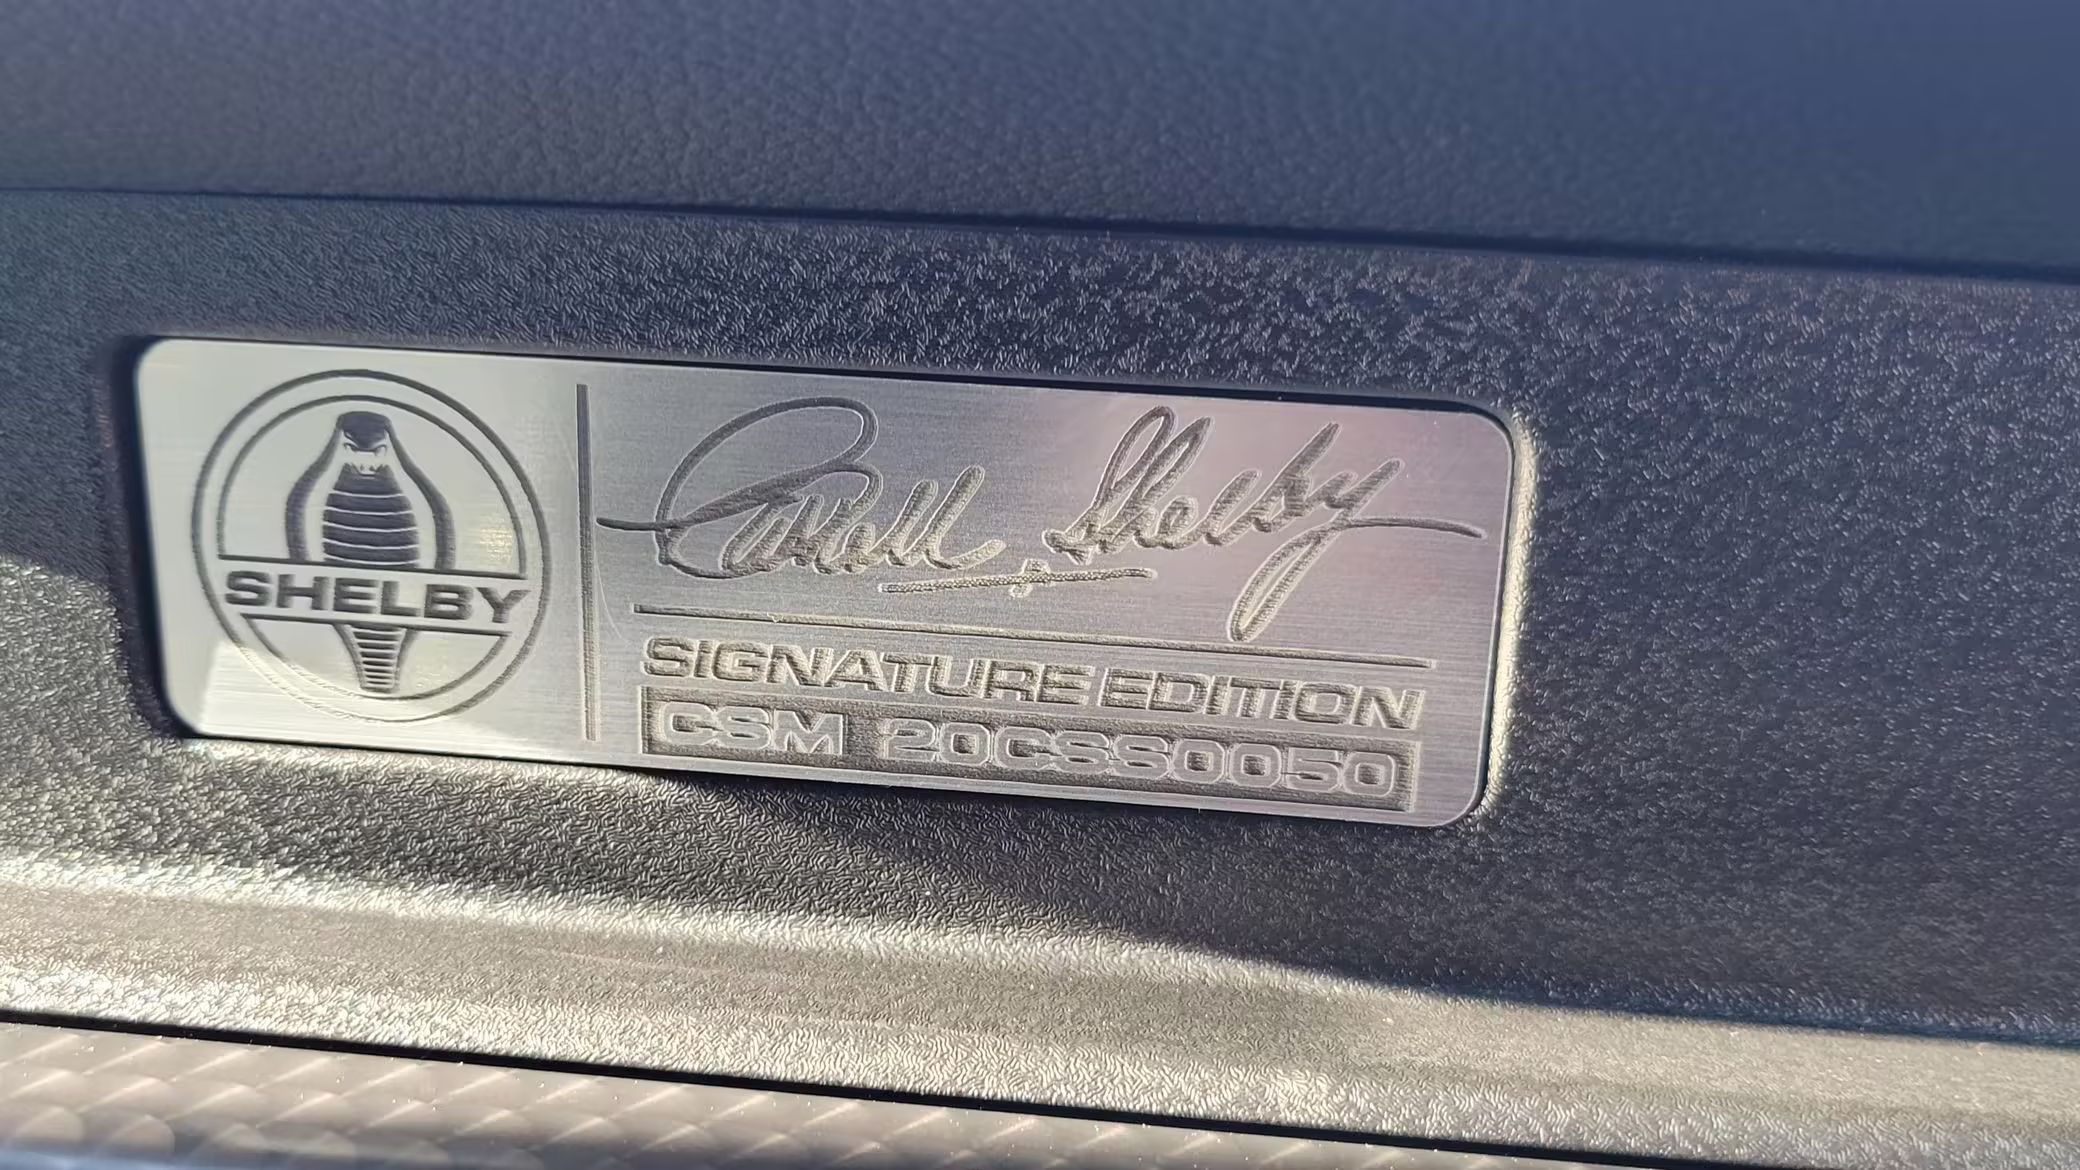 SHELBY
Carroll Shelby
SIGNATURE EDITION
CSM 20CSS0050